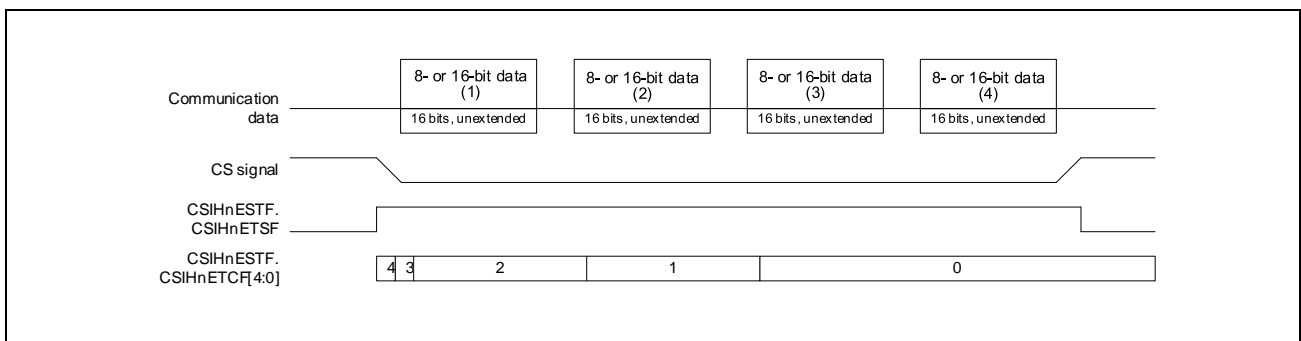 8- or 16-bit data
(1)
8- or 16-bit data
(2)
8- or 16-bit data
(3)
8- or 16-bit data
(4)
Communication
data
16 bits, unextended
16 bits, unextended
16 bits, unextended
16 bits, unextended
CS signal
CSIHnESTF.
CSIHnETSF
CSIHnESTF.
CSIHnETCF[4:0]
4 3 2 1 0